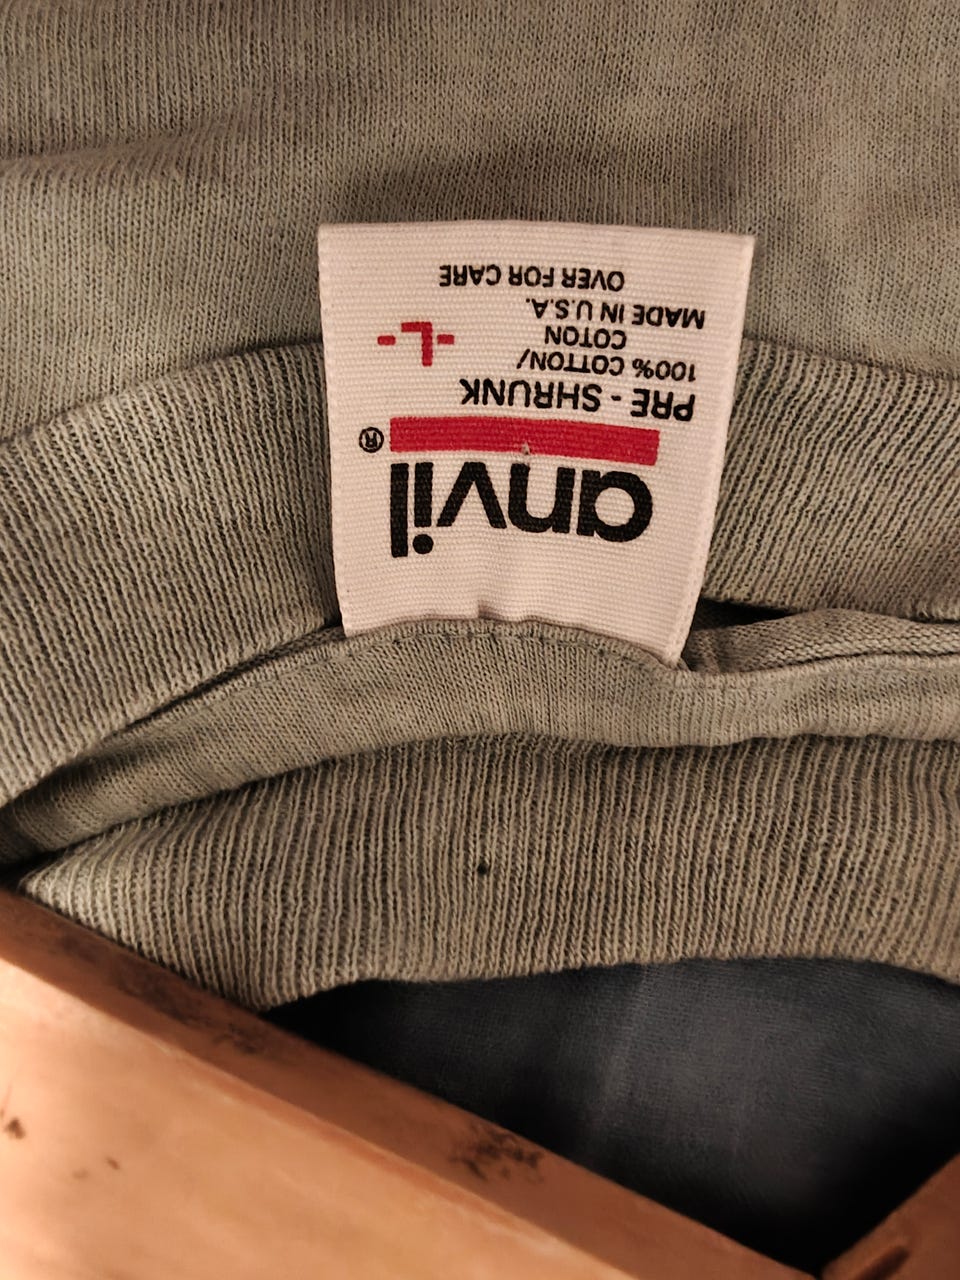 anvil®
PRE - SHRUNK
100% COTTON/
COTON
MADE IN U.S.A.
-L-
OVER FOR CARE